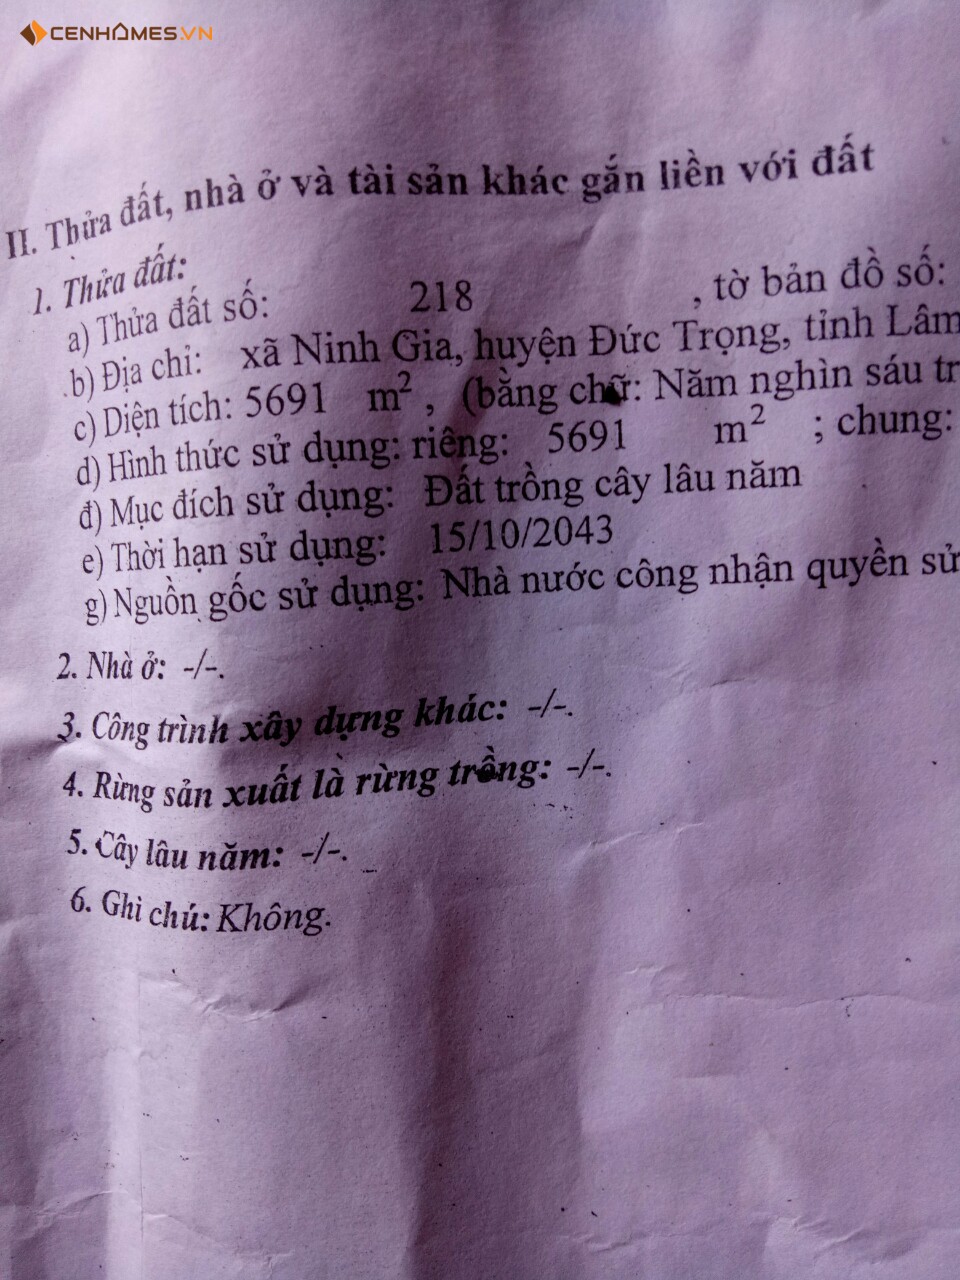 CENHOMES.VN
II. Thửa đất, nhà ở và tài sản khác gắn liền với đất
1. Thửa đất:
a) Thửa đất số: 218 , tờ bản đồ số:
b) Địa chỉ: xã Ninh Gia, huyện Đức Trọng, tỉnh Lâm
c) Diện tích: 5691 m², (bằng chữ: Năm nghìn sáu tr
d) Hình thức sử dụng: riêng: 5691 m² ; chung:
đ) Mục đích sử dụng: Đất trồng cây lâu năm
e) Thời hạn sử dụng: 15/10/2043
g) Nguồn gốc sử dụng: Nhà nước công nhận quyền sử
2. Nhà ở: -/-.
3. Công trình xây dựng khác: -/-.
4. Rừng sản xuất là rừng trồng: -/-.
5. Cây lâu năm: -/-.
6. Ghi chú: Không.